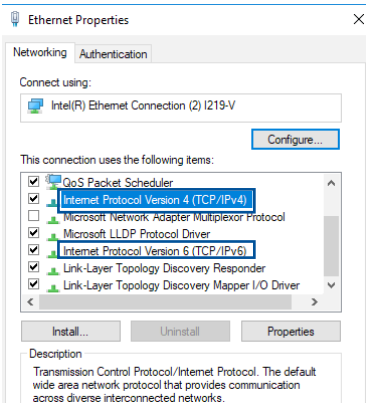 Ethernet Properties
Networking
Authentication
Connect using:
Intel(R) Ethernet Connection (2) I219-V
Configure...
This connection uses the following items:
QoS Packet Scheduler
Internet Protocol Version 4 (TCP/IPv4)
Microsoft Network Adapter Multiplexor Protocol
Microsoft LLDP Protocol Driver
Internet Protocol Version 6 (TCP/IPv6)
Link-Layer Topology Discovery Responder
Link-Layer Topology Discovery Mapper I/O Driver
Install...
Uninstall
Properties
Description
Transmission Control Protocol/Internet Protocol. The default
wide area network protocol that provides communication
across diverse interconnected networks.